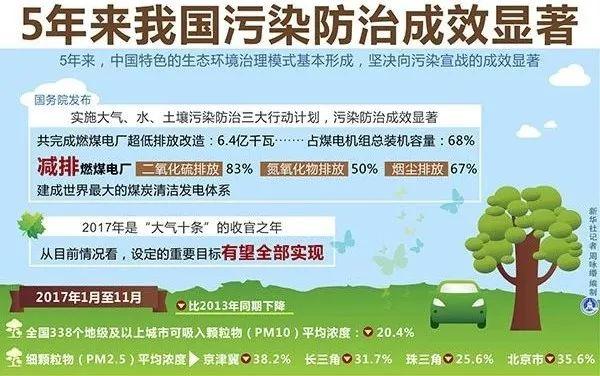 5年来我国污染防治成效显著
5年来，中国特色的生态环境治理模式基本形成，坚决向污染宣战的成效显著
国务院发布
实施大气、水、土壤污染防治三大行动计划，污染防治成效显著
共完成燃煤电厂超低排放改造：6.4亿千瓦……占煤电机组总装机容量：68%
减排燃煤电厂 二氧化硫排放 83% 氮氧化物排放 50% 烟尘排放 67%
建成世界最大的煤炭清洁发电体系
2017年是“大气十条”的收官之年
从目前情况看，设定的重要目标有望全部实现
新华社记者 周咏缗 编制
2017年1月至11月
比2013年同期下降
全国338个地级及以上城市可吸入颗粒物（PM10）平均浓度：20.4%
细颗粒物（PM2.5）平均浓度 京津冀 38.2% 长三角 31.7% 珠三角 25.6% 北京市 35.6%